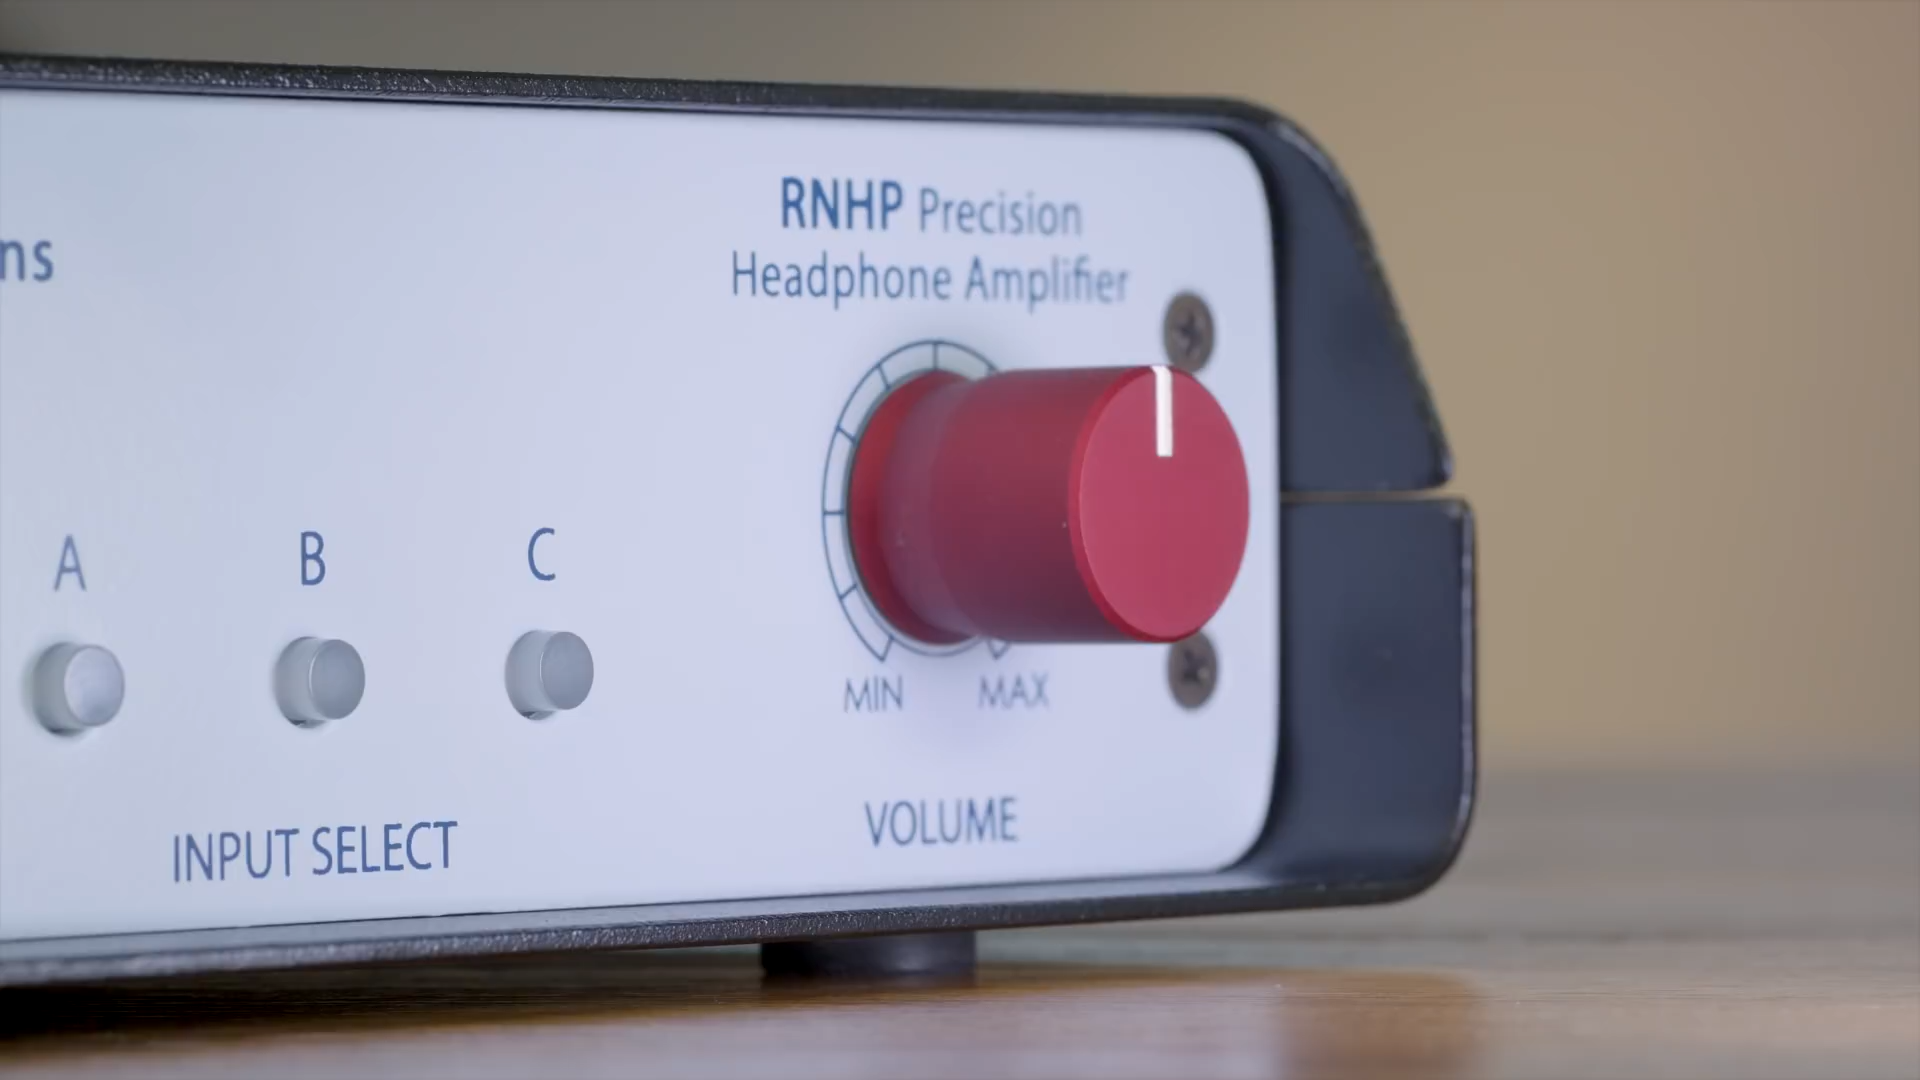 RNHP Precision
Headphone Amplifier
ns
A B C
MIN MAX
INPUT SELECT
VOLUME